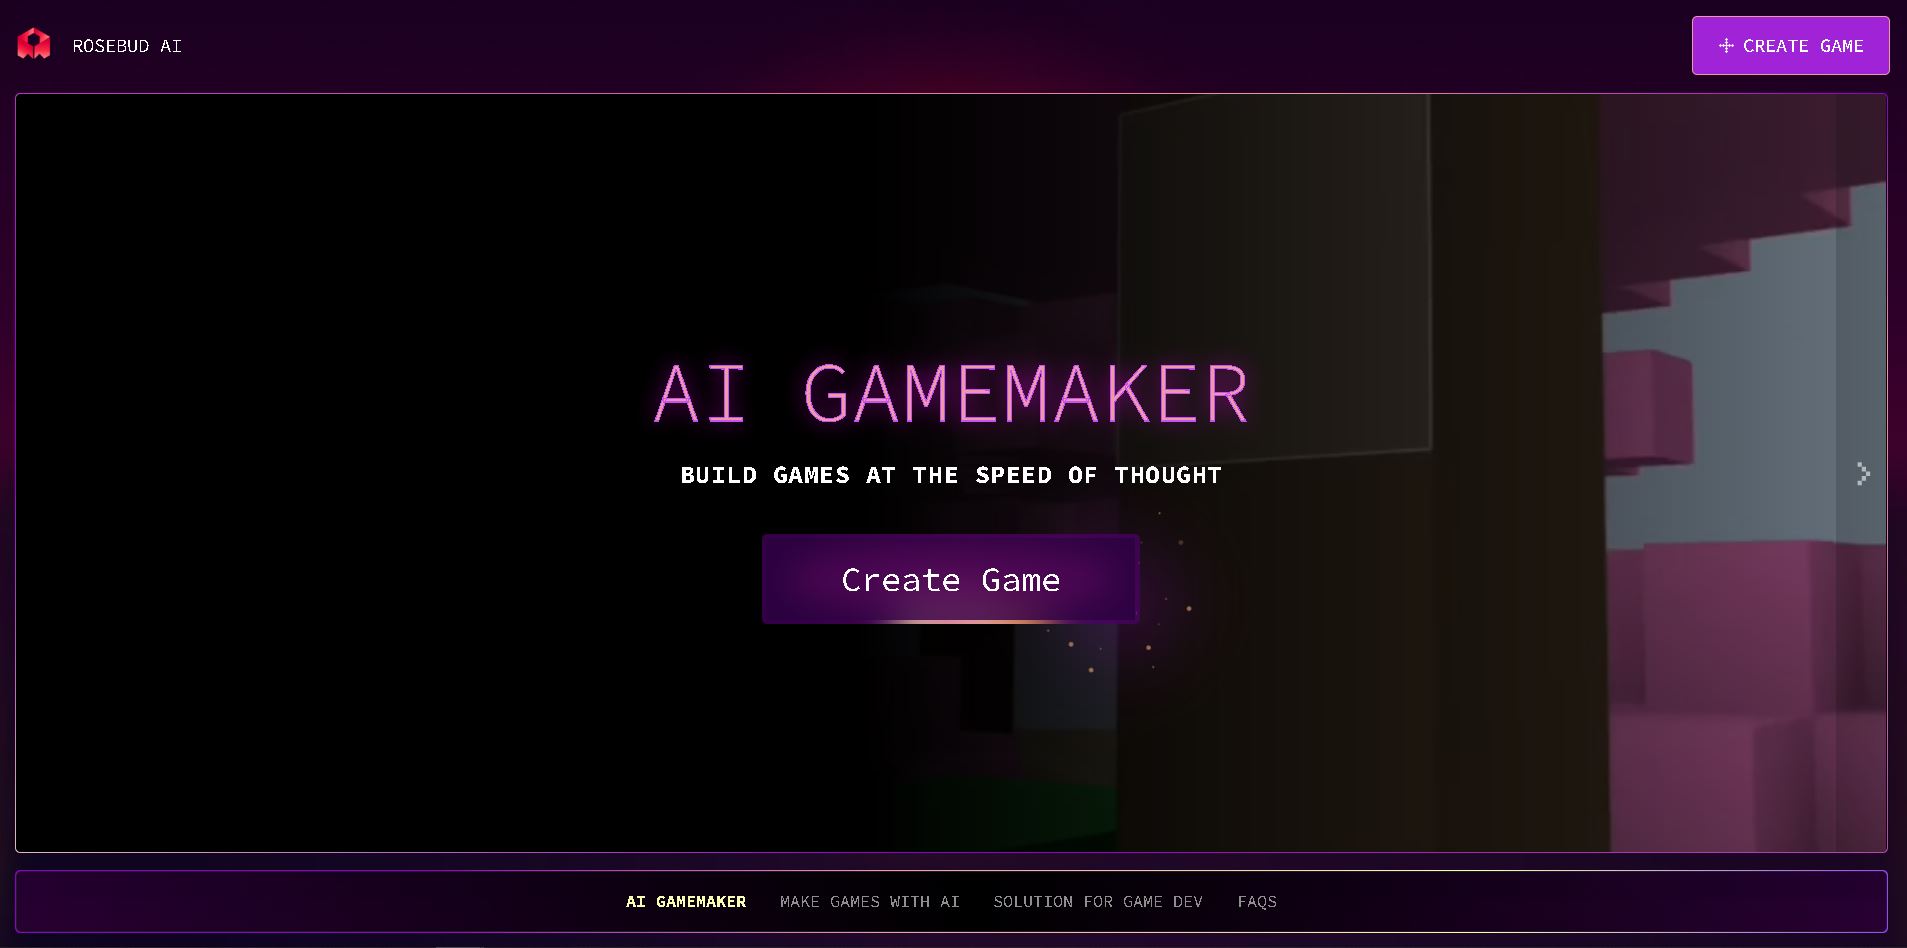 ROSEBUD AI
CREATE GAME
AI GAMEMAKER
BUILD GAMES AT THE SPEED OF THOUGHT
Create Game
AI GAMEMAKER
MAKE GAMES WITH AI
SOLUTION FOR GAME DEV
FAQS